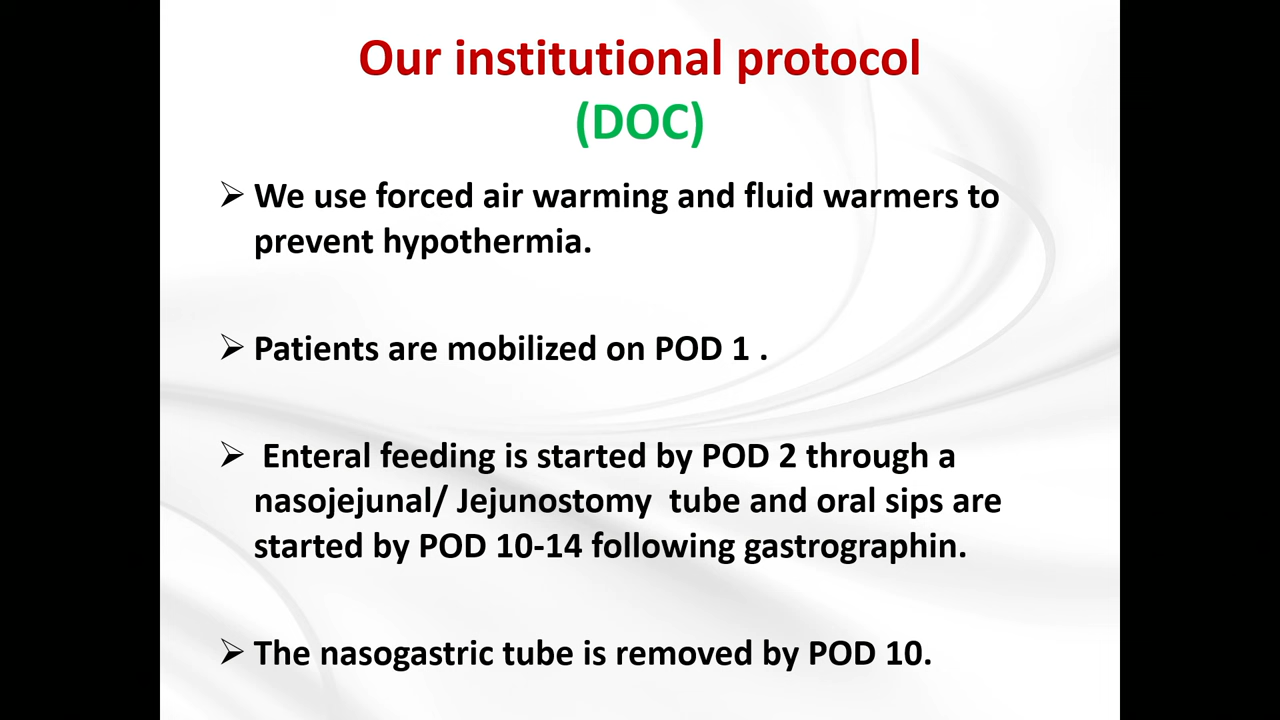 Our institutional protocol
(DOC)
➢ We use forced air warming and fluid warmers to
prevent hypothermia.
➢ Patients are mobilized on POD 1 .
➢ Enteral feeding is started by POD 2 through a
nasojejunal/ Jejunostomy tube and oral sips are
started by POD 10-14 following gastrographin.
➢ The nasogastric tube is removed by POD 10.